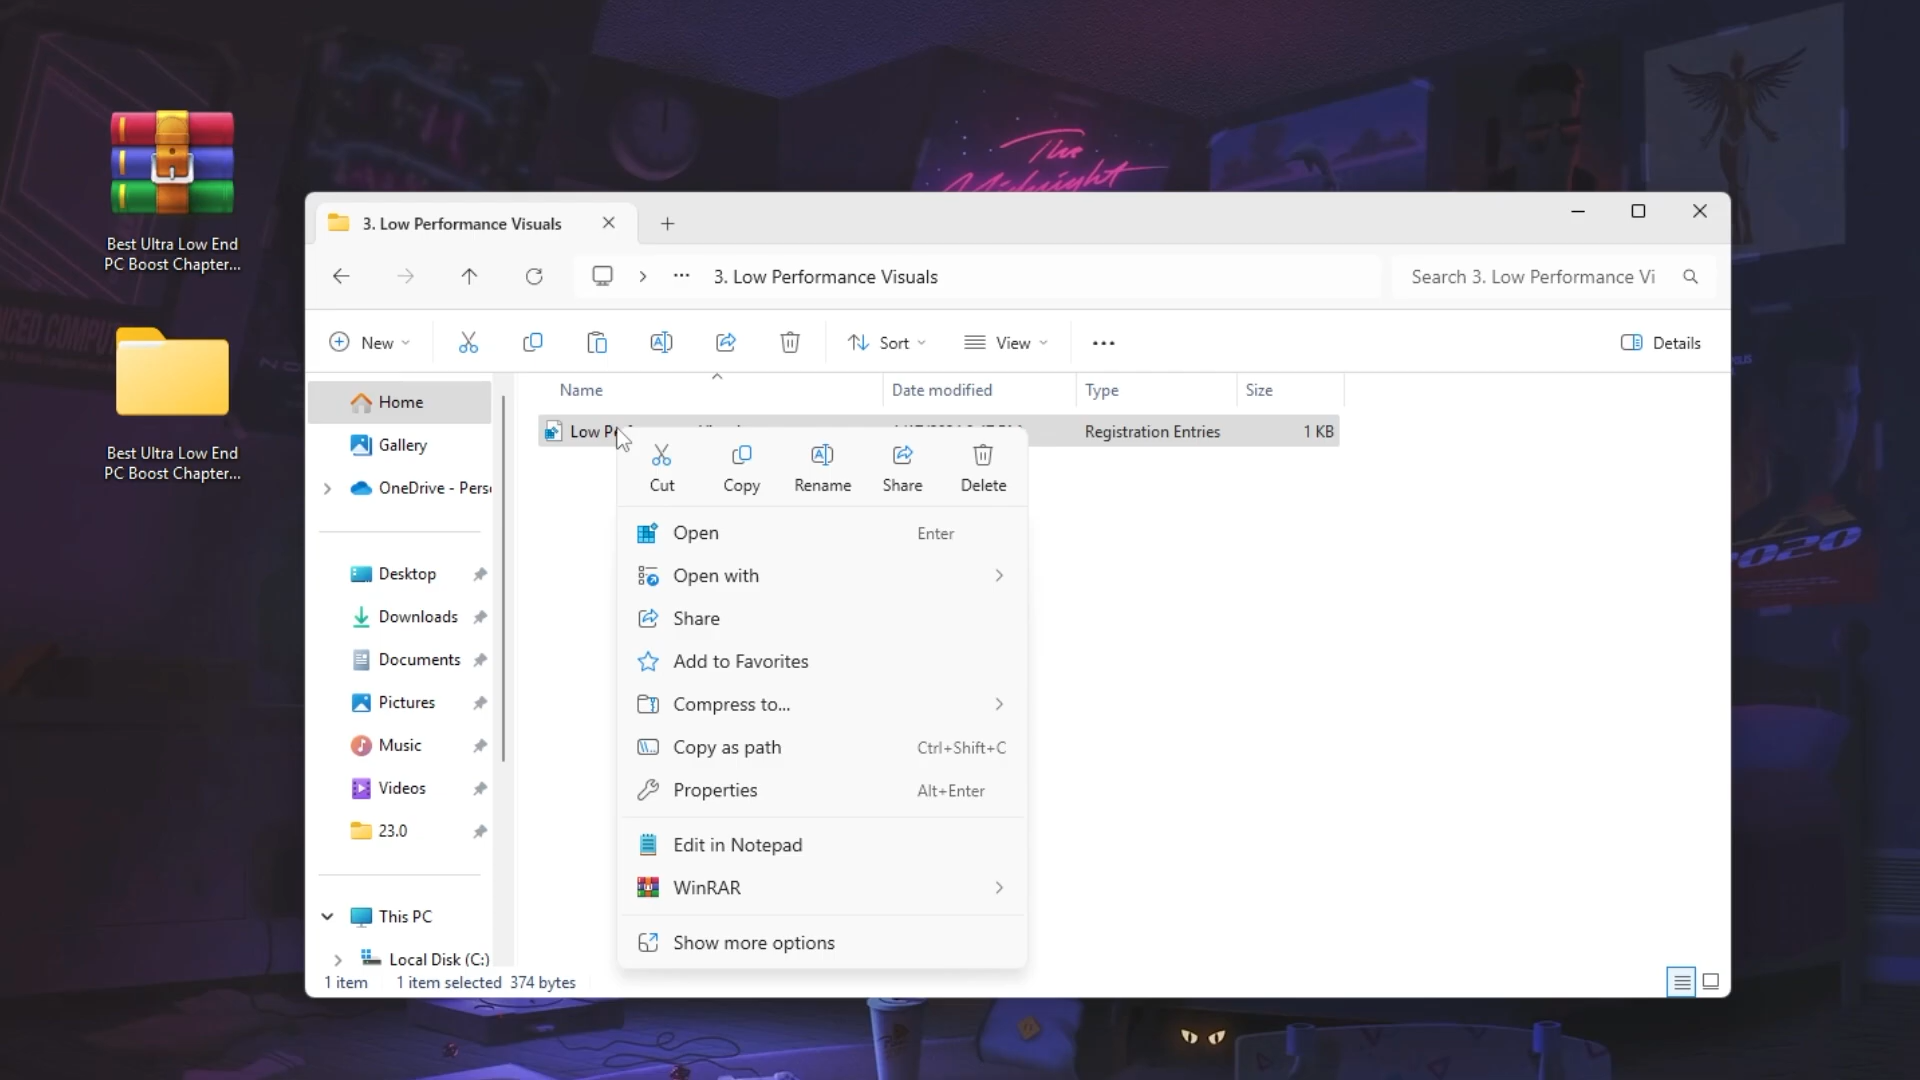 Best Ultra Low End
PC Boost Chapter...
Best Ultra Low End
PC Boost Chapter...
The
Midnight
2020
3. Low Performance Visuals
3. Low Performance Visuals
Search 3. Low Performance Vi
New
Sort
View
Details
Name
Date modified
Type
Size
Low
Registration Entries
1 KB
Home
Gallery
OneDrive - Pers
Desktop
Downloads
Documents
Pictures
Music
Videos
23.0
This PC
Local Disk (C:)
Cut
Copy
Rename
Share
Delete
Open
Enter
Open with
Share
Add to Favorites
Compress to...
Copy as path
Ctrl+Shift+C
Properties
Alt+Enter
Edit in Notepad
WinRAR
Show more options
1 item
1 item selected 374 bytes